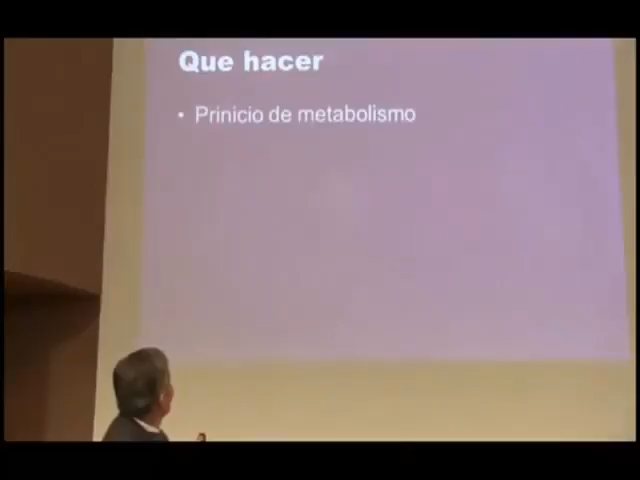 Que hacer
• Prinicio de metabolismo